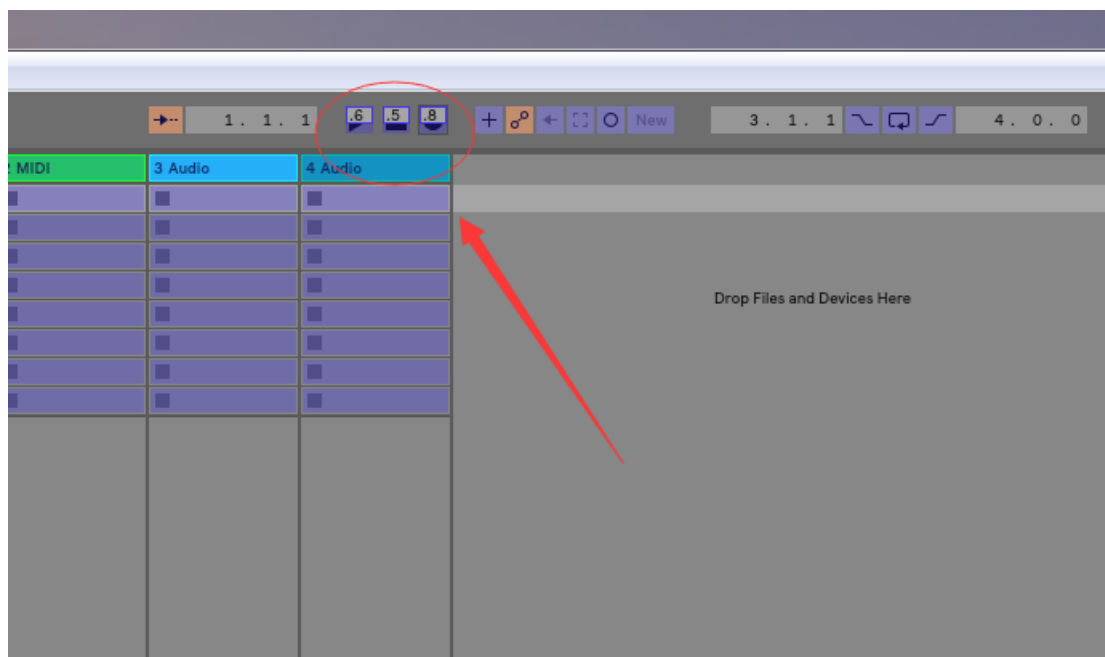 1. 1. 1 .6 .5 .8 New 3. 1. 1 4. 0. 0
MIDI 3 Audio 4 Audio
Drop Files and Devices Here